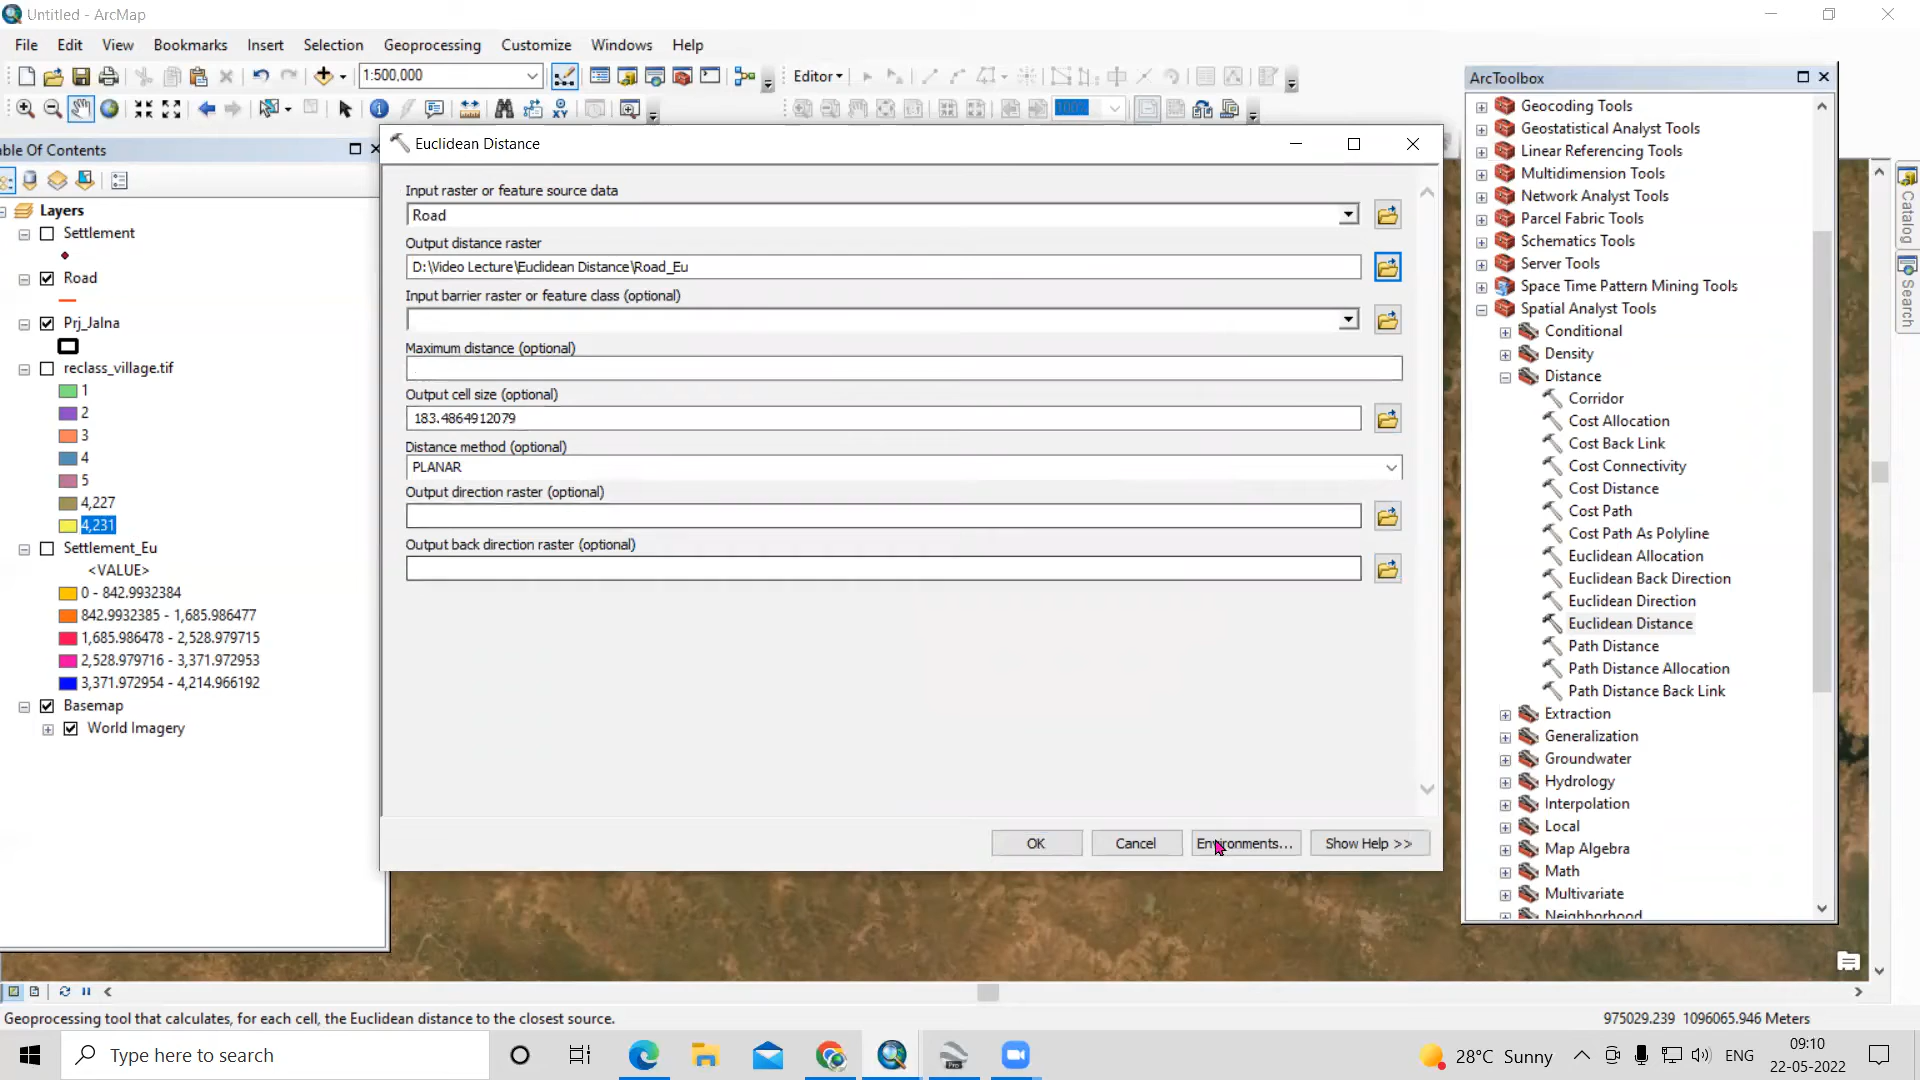 Untitled - ArcMap
File Edit View Bookmarks Insert Selection Geoprocessing Customize Windows Help
1:500,000
Editor
100%
ArcToolbox
Geocoding Tools
Geostatistical Analyst Tools
Linear Referencing Tools
Multidimension Tools
Network Analyst Tools
Parcel Fabric Tools
Schematics Tools
Server Tools
Space Time Pattern Mining Tools
Spatial Analyst Tools
Conditional
Density
Distance
Corridor
Cost Allocation
Cost Back Link
Cost Connectivity
Cost Distance
Cost Path
Cost Path As Polyline
Euclidean Allocation
Euclidean Back Direction
Euclidean Direction
Euclidean Distance
Path Distance
Path Distance Allocation
Path Distance Back Link
Extraction
Generalization
Groundwater
Hydrology
Interpolation
Local
Map Algebra
Math
Multivariate
Neighborhood
Catalog
Search
able Of Contents
Layers
Settlement
Road
Prj_Jalna
reclass_village.tif
1
2
3
4
5
4,227
4,231
Settlement_Eu
<VALUE>
0 - 842.9932384
842.9932385 - 1,685.986477
1,685.986478 - 2,528.979715
2,528.979716 - 3,371.972953
3,371.972954 - 4,214.966192
Basemap
World Imagery
Euclidean Distance
Input raster or feature source data
Road
Output distance raster
D:\Video Lecture\Euclidean Distance\Road_Eu
Input barrier raster or feature class (optional)
Maximum distance (optional)
Output cell size (optional)
183.4864912079
Distance method (optional)
PLANAR
Output direction raster (optional)
Output back direction raster (optional)
OK Cancel Environments... Show Help >>
Geoprocessing tool that calculates, for each cell, the Euclidean distance to the closest source.
975029.239 1096065.946 Meters
Type here to search
Pro
28°C Sunny
ENG
09:10
22-05-2022